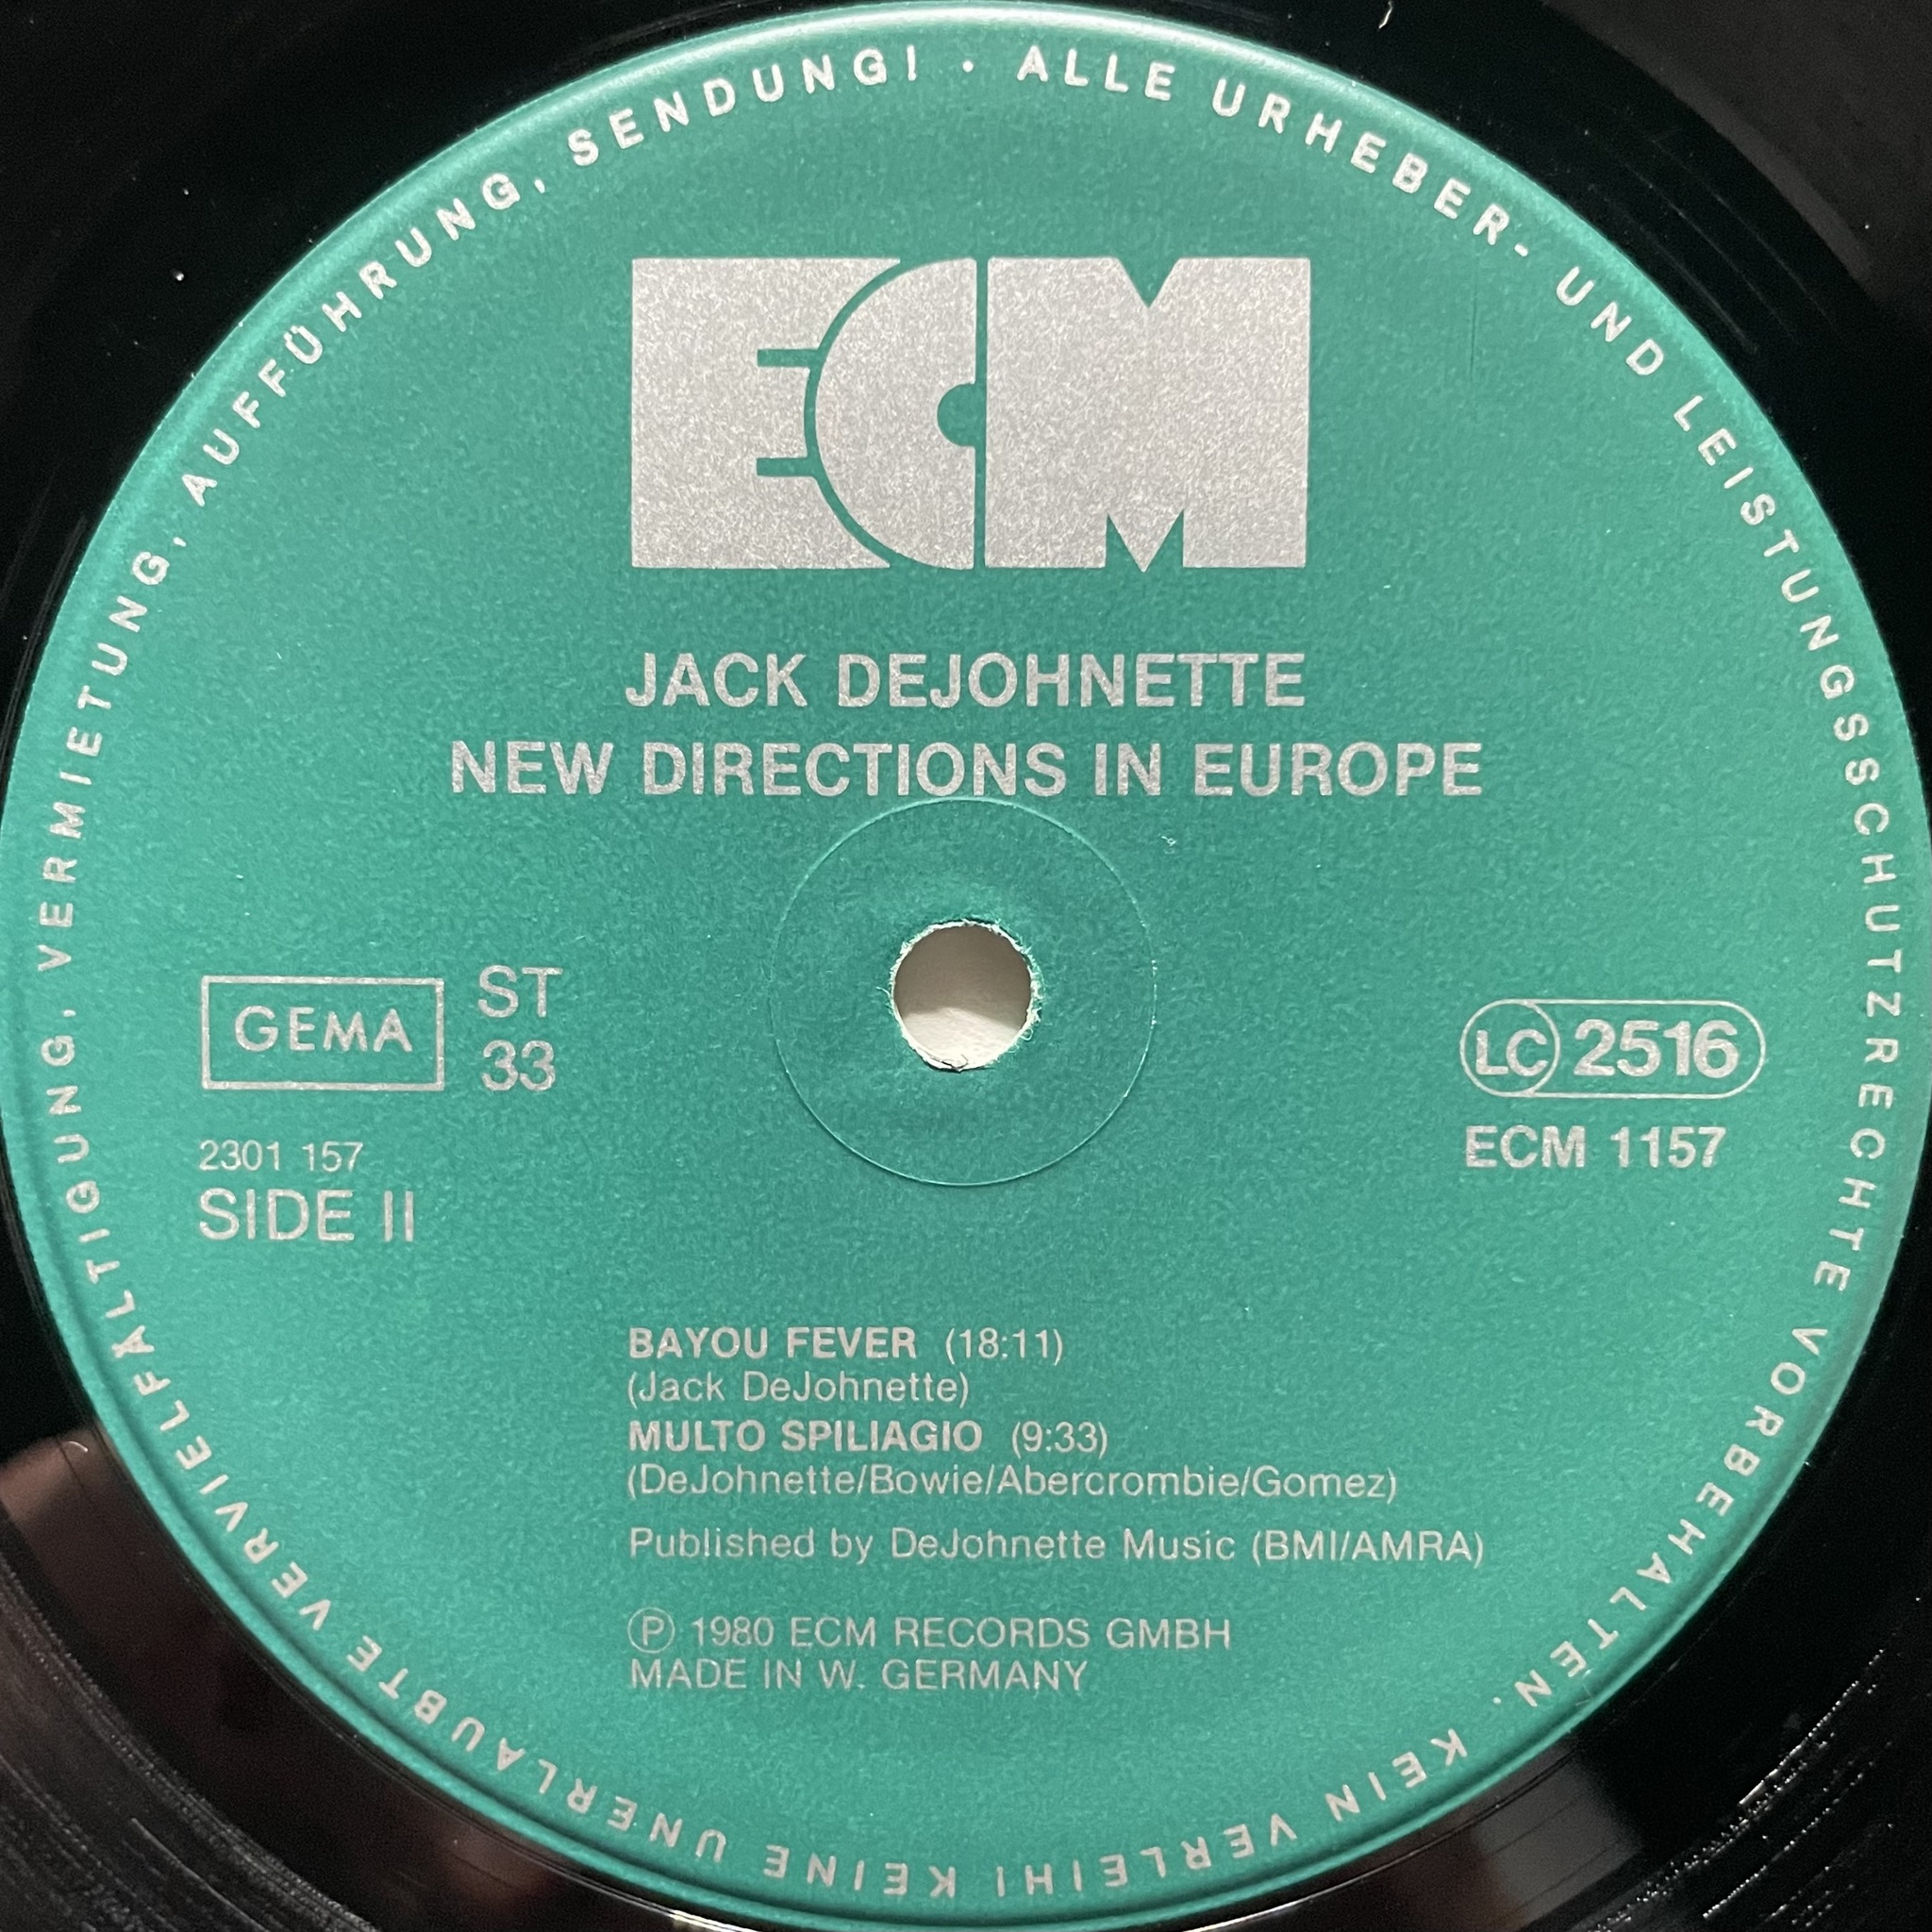 ALLE URHEBER- UND LEISTUNGSSCHUTZRECHTE VORBEHALTEN. KEIN VERLEIH! KEINE UNERLAUBTE VERVIELFÄLTIGUNG, VERMIETUNG, AUFFÜHRUNG, SENDUNG! ·
ECM
JACK DEJOHNETTE
NEW DIRECTIONS IN EUROPE
GEMA
ST
33
2301 157
SIDE II
LC 2516
ECM 1157
BAYOU FEVER (18:11)
(Jack DeJohnette)
MULTO SPILIAGIO (9:33)
(DeJohnette/Bowie/Abercrombie/Gomez)
Published by DeJohnette Music (BMI/AMRA)
Ⓟ 1980 ECM RECORDS GMBH
MADE IN W. GERMANY